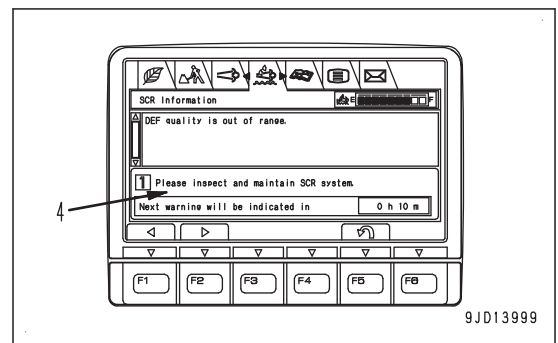 E F
SCR Information
DEF quality is out of range.
1 Please inspect and maintain SCR system.
4
Next warning will be indicated in 0 h 10 m
F1 F2 F3 F4 F5 F6
9JD13999